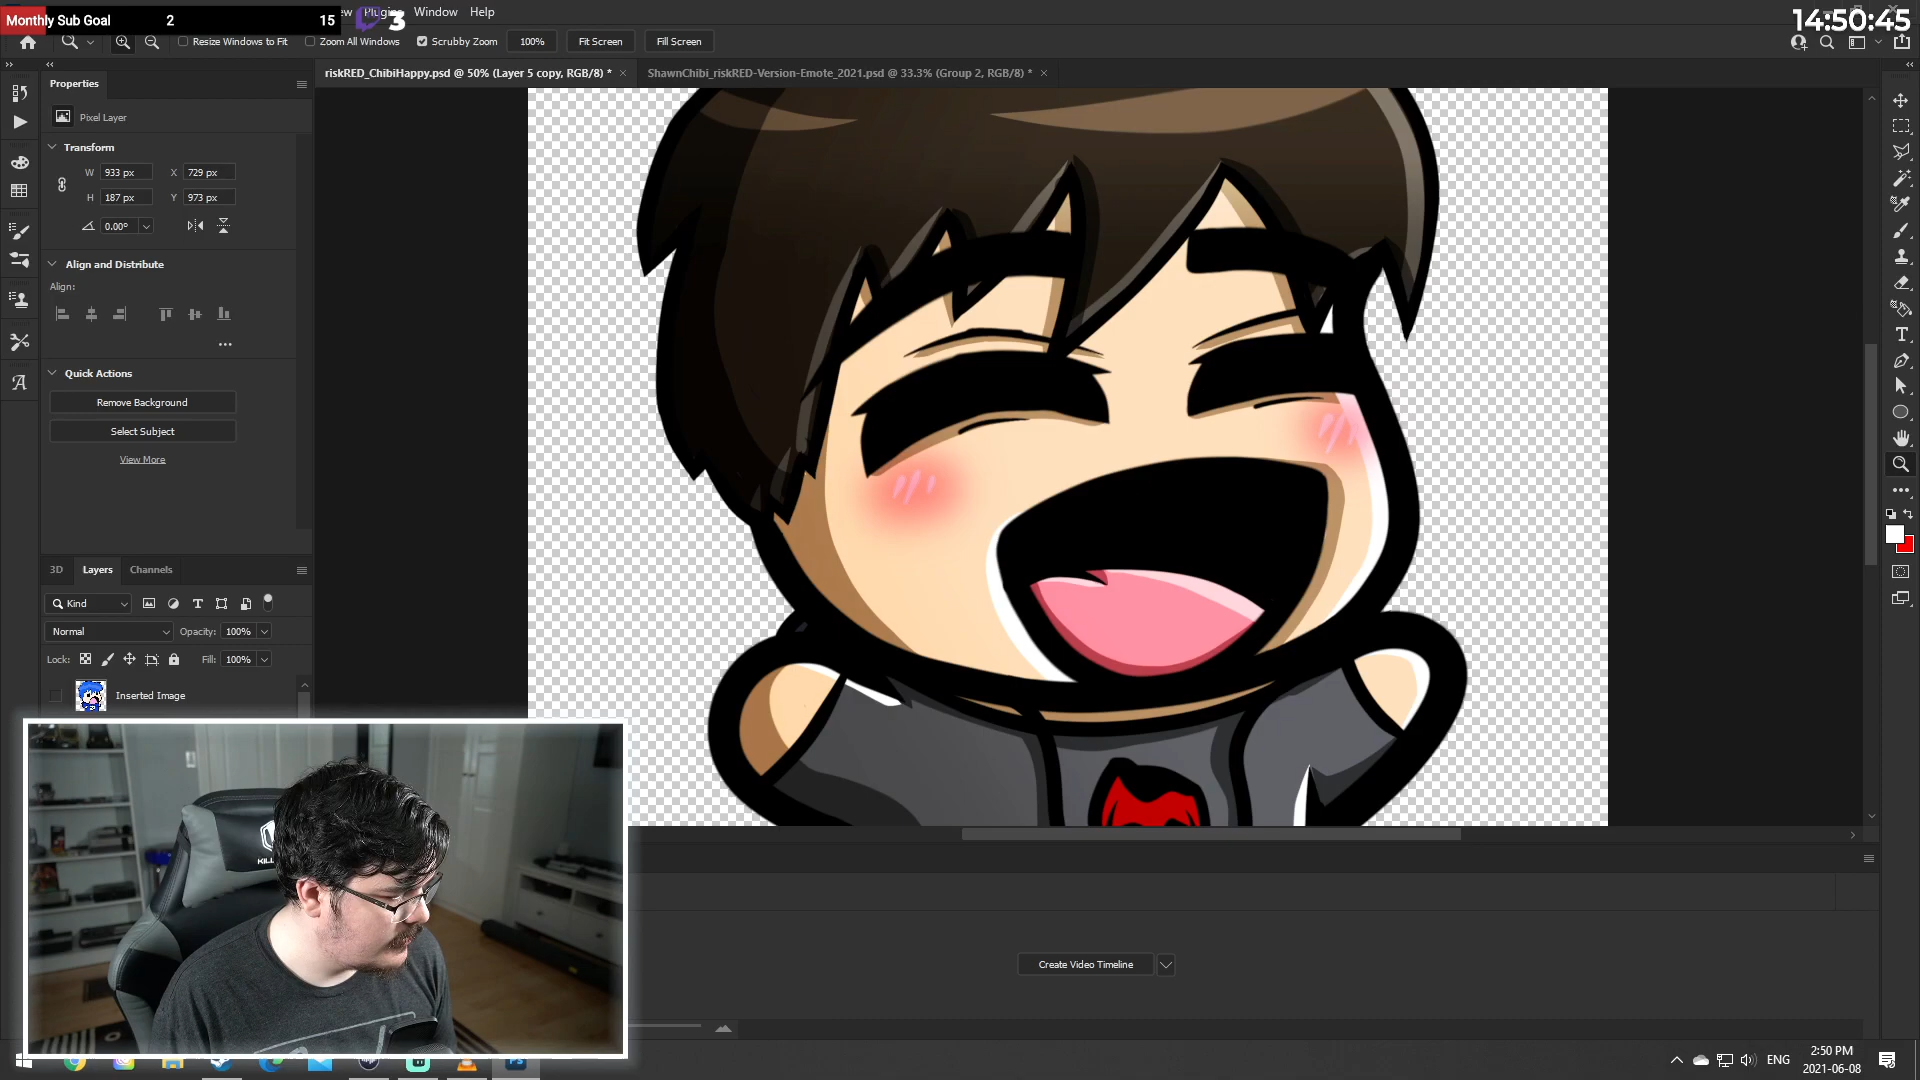 Monthly Sub Goal 2 15
3
Plugins Window Help
14:50:45
Resize Windows to Fit Zoom All Windows Scrubby Zoom 100% Fit Screen Fill Screen
riskRED_ChibiHappy.psd @ 50% (Layer 5 copy, RGB/8) * ShawnChibi_riskRED-Version-Emote_2021.psd @ 33.3% (Group 2, RGB/8) *
Properties
Pixel Layer
Transform
W 933 px X 729 px
H 187 px Y 973 px
0.00°
Align and Distribute
Align:
Quick Actions
Remove Background
Select Subject
View More
3D Layers Channels
Kind
Normal Opacity: 100%
Lock: Fill: 100%
Inserted Image
Create Video Timeline
ENG
2:50 PM
2021-06-08